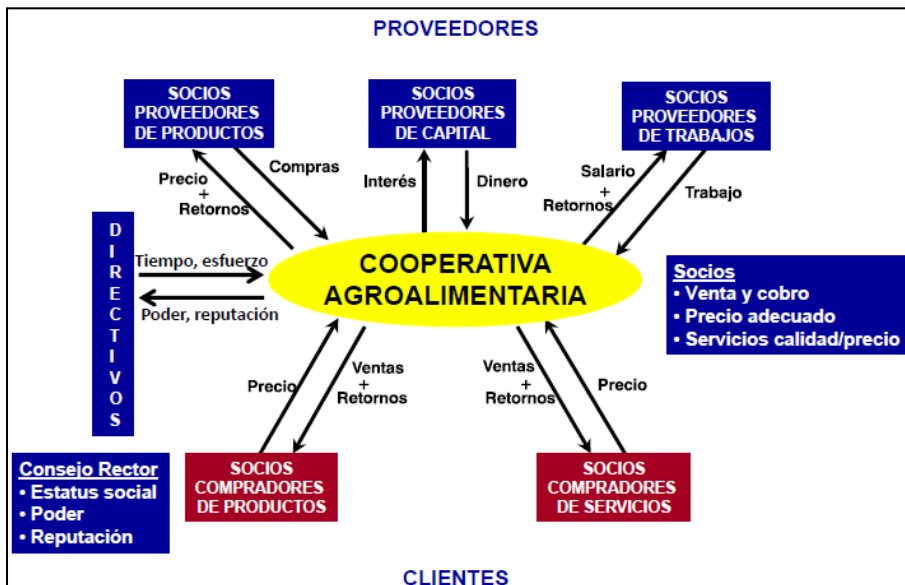 PROVEEDORES
SOCIOS
PROVEEDORES
DE PRODUCTOS
SOCIOS
PROVEEDORES
DE CAPITAL
SOCIOS
PROVEEDORES
DE TRABAJOS
Compras
Precio
+
Retornos
Interés
Dinero
Salario
+
Retornos
Trabajo
DIRECTIVOS
Tiempo, esfuerzo
Poder, reputación
COOPERATIVA
AGROALIMENTARIA
Socios
• Venta y cobro
• Precio adecuado
• Servicios calidad/precio
Precio
Ventas
+
Retornos
Ventas
+
Retornos
Precio
Consejo Rector
• Estatus social
• Poder
• Reputación
SOCIOS
COMPRADORES
DE PRODUCTOS
SOCIOS
COMPRADORES
DE SERVICIOS
CLIENTES